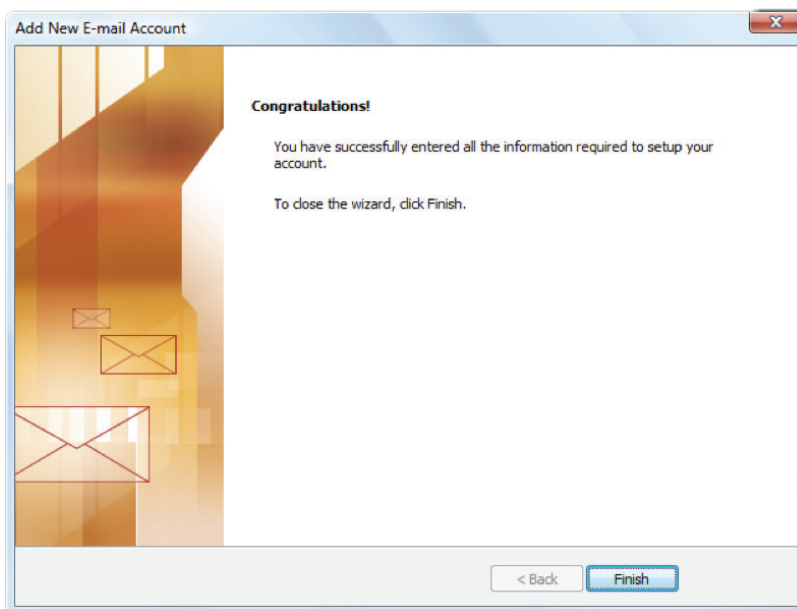 Add New E-mail Account
Congratulations!
You have successfully entered all the information required to setup your
account.
To close the wizard, click Finish.
< Back
Finish